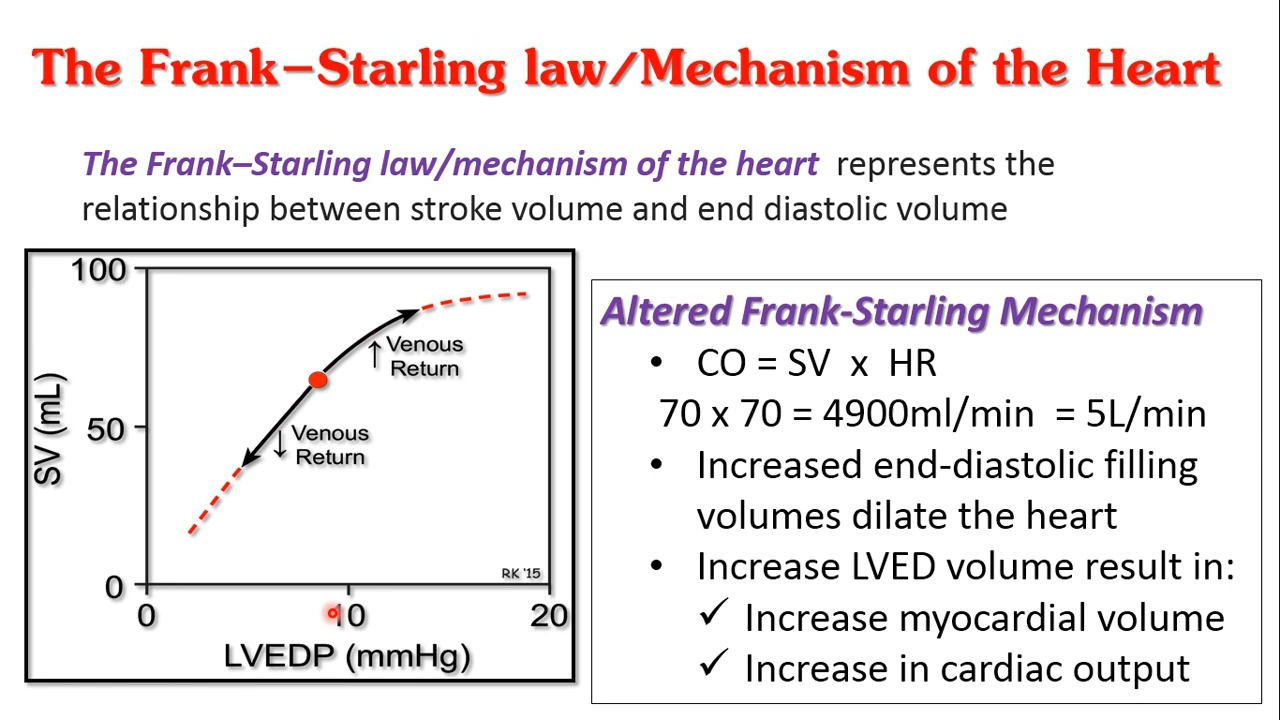 The Frank–Starling law/Mechanism of the Heart
The Frank–Starling law/mechanism of the heart represents the
relationship between stroke volume and end diastolic volume
100
50
0
SV (mL)
↑ Venous
Return
↓ Venous
Return
RK '15
0 10 20
LVEDP (mmHg)
Altered Frank-Starling Mechanism
• CO = SV x HR
70 x 70 = 4900ml/min = 5L/min
• Increased end-diastolic filling
volumes dilate the heart
• Increase LVED volume result in:
✓ Increase myocardial volume
✓ Increase in cardiac output